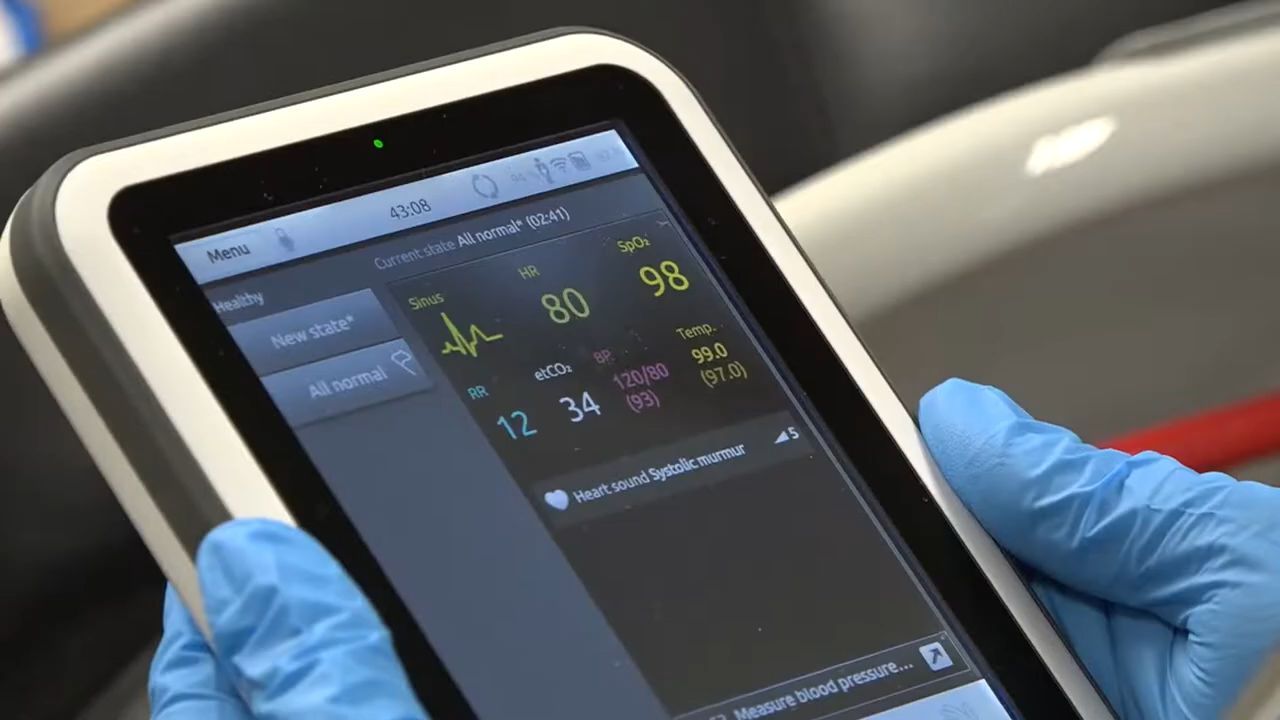 Menu 43:08
Current state All normal* (02:41)
Healthy
New state*
All normal
Sinus HR SpO₂
80 98
RR etCO₂ BP Temp.
12 34 120/80 99.0
(93) (97.0)
Heart sound Systolic murmur 5
Measure blood pressure...